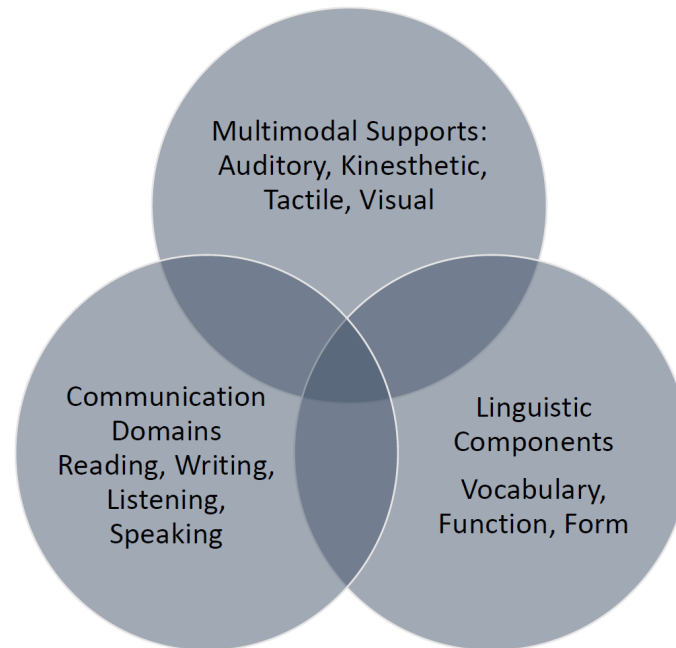 Multimodal Supports:
Auditory, Kinesthetic,
Tactile, Visual
Communication
Domains
Reading, Writing,
Listening,
Speaking
Linguistic
Components
Vocabulary,
Function, Form